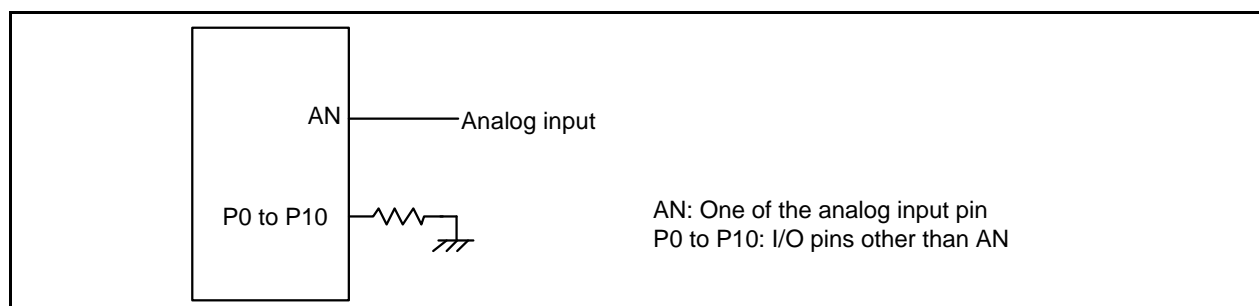 AN
Analog input
P0 to P10
AN: One of the analog input pin
P0 to P10: I/O pins other than AN